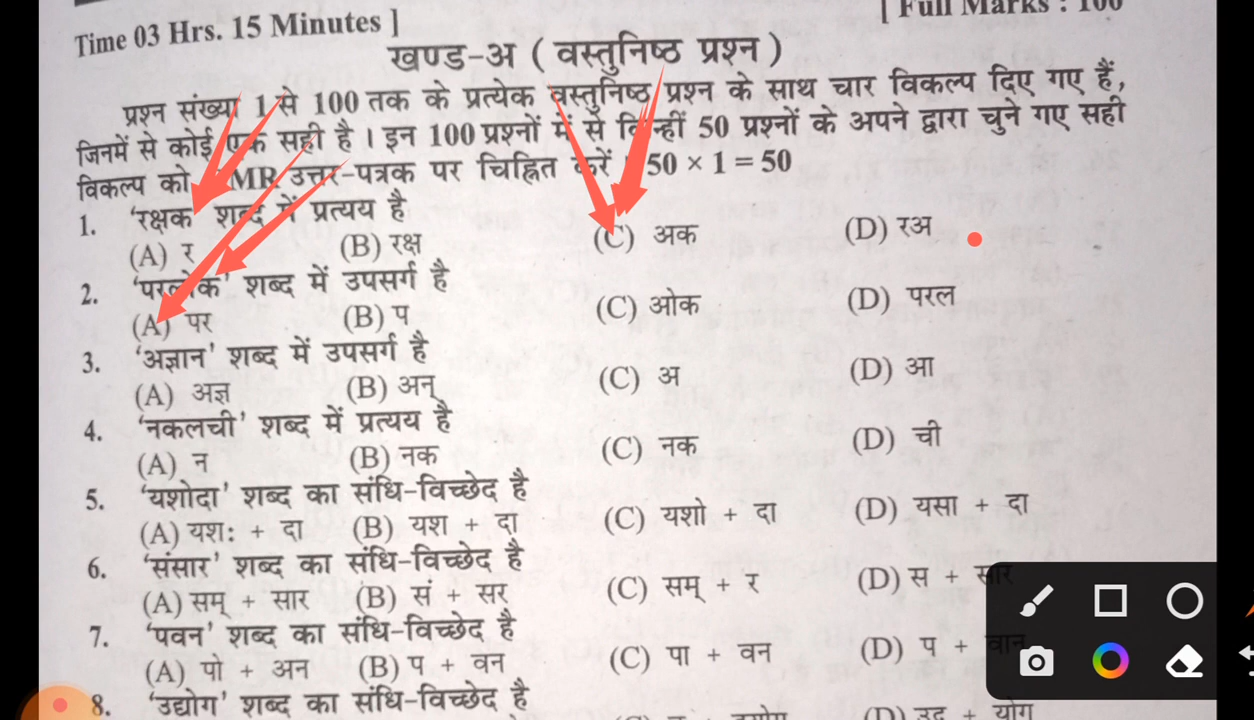 Time 03 Hrs. 15 Minutes ]
[ Full Marks : 100
खण्ड-अ ( वस्तुनिष्ठ प्रश्न )
प्रश्न संख्या 1 से 100 तक के प्रत्येक वस्तुनिष्ठ प्रश्न के साथ चार विकल्प दिए गए हैं,
जिनमें से कोई एक सही है । इन 100 प्रश्नों में से किन्हीं 50 प्रश्नों के अपने द्वारा चुने गए सही
विकल्प को OMR उत्तर-पत्रक पर चिह्नित करें 50 × 1 = 50
1. 'रक्षक' शब्द में प्रत्यय है
(A) र (B) रक्ष (C) अक (D) रअ
2. 'परलोक' शब्द में उपसर्ग है
(A) पर (B) प (C) ओक (D) परल
3. 'अज्ञान' शब्द में उपसर्ग है
(A) अज्ञ (B) अन् (C) अ (D) आ
4. 'नकलची' शब्द में प्रत्यय है
(A) न (B) नक (C) नक (D) ची
5. 'यशोदा' शब्द का संधि-विच्छेद है
(A) यश: + दा (B) यश + दा (C) यशो + दा (D) यसा + दा
6. 'संसार' शब्द का संधि-विच्छेद है
(A) सम् + सार (B) सं + सर् (C) सम् + र (D) स + सार
7. 'पवन' शब्द का संधि-विच्छेद है
(A) पो + अन (B) प + वन (C) पा + वन (D) प + वान
8. 'उद्योग' शब्द का संधि-विच्छेद है
(D) उद् + योग